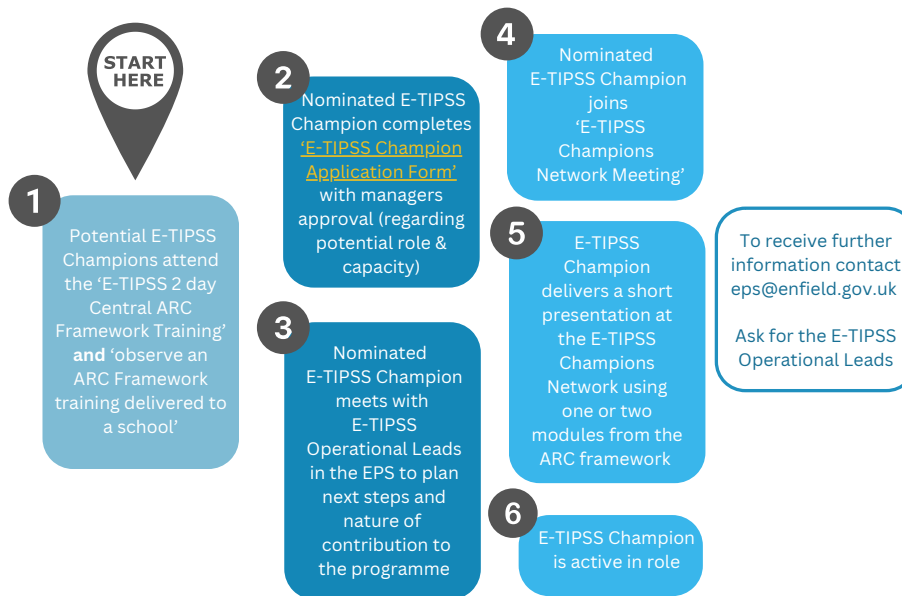 START
HERE
1
Potential E-TIPSS
Champions attend
the ‘E-TIPSS 2 day
Central ARC
Framework Training’
and ‘observe an
ARC Framework
training delivered to
a school’
2
Nominated E-TIPSS
Champion completes
‘E-TIPSS Champion
Application Form’
with managers
approval (regarding
potential role &
capacity)
3
Nominated
E-TIPSS Champion
meets with
E-TIPSS
Operational Leads
in the EPS to plan
next steps and
nature of
contribution to
the programme
4
Nominated
E-TIPSS Champion
joins
‘E-TIPSS
Champions
Network Meeting’
5
E-TIPSS
Champion
delivers a short
presentation at
the E-TIPSS
Champions
Network using
one or two
modules from the
ARC framework
6
E-TIPSS Champion
is active in role
To receive further
information contact
eps@enfield.gov.uk
Ask for the E-TIPSS
Operational Leads